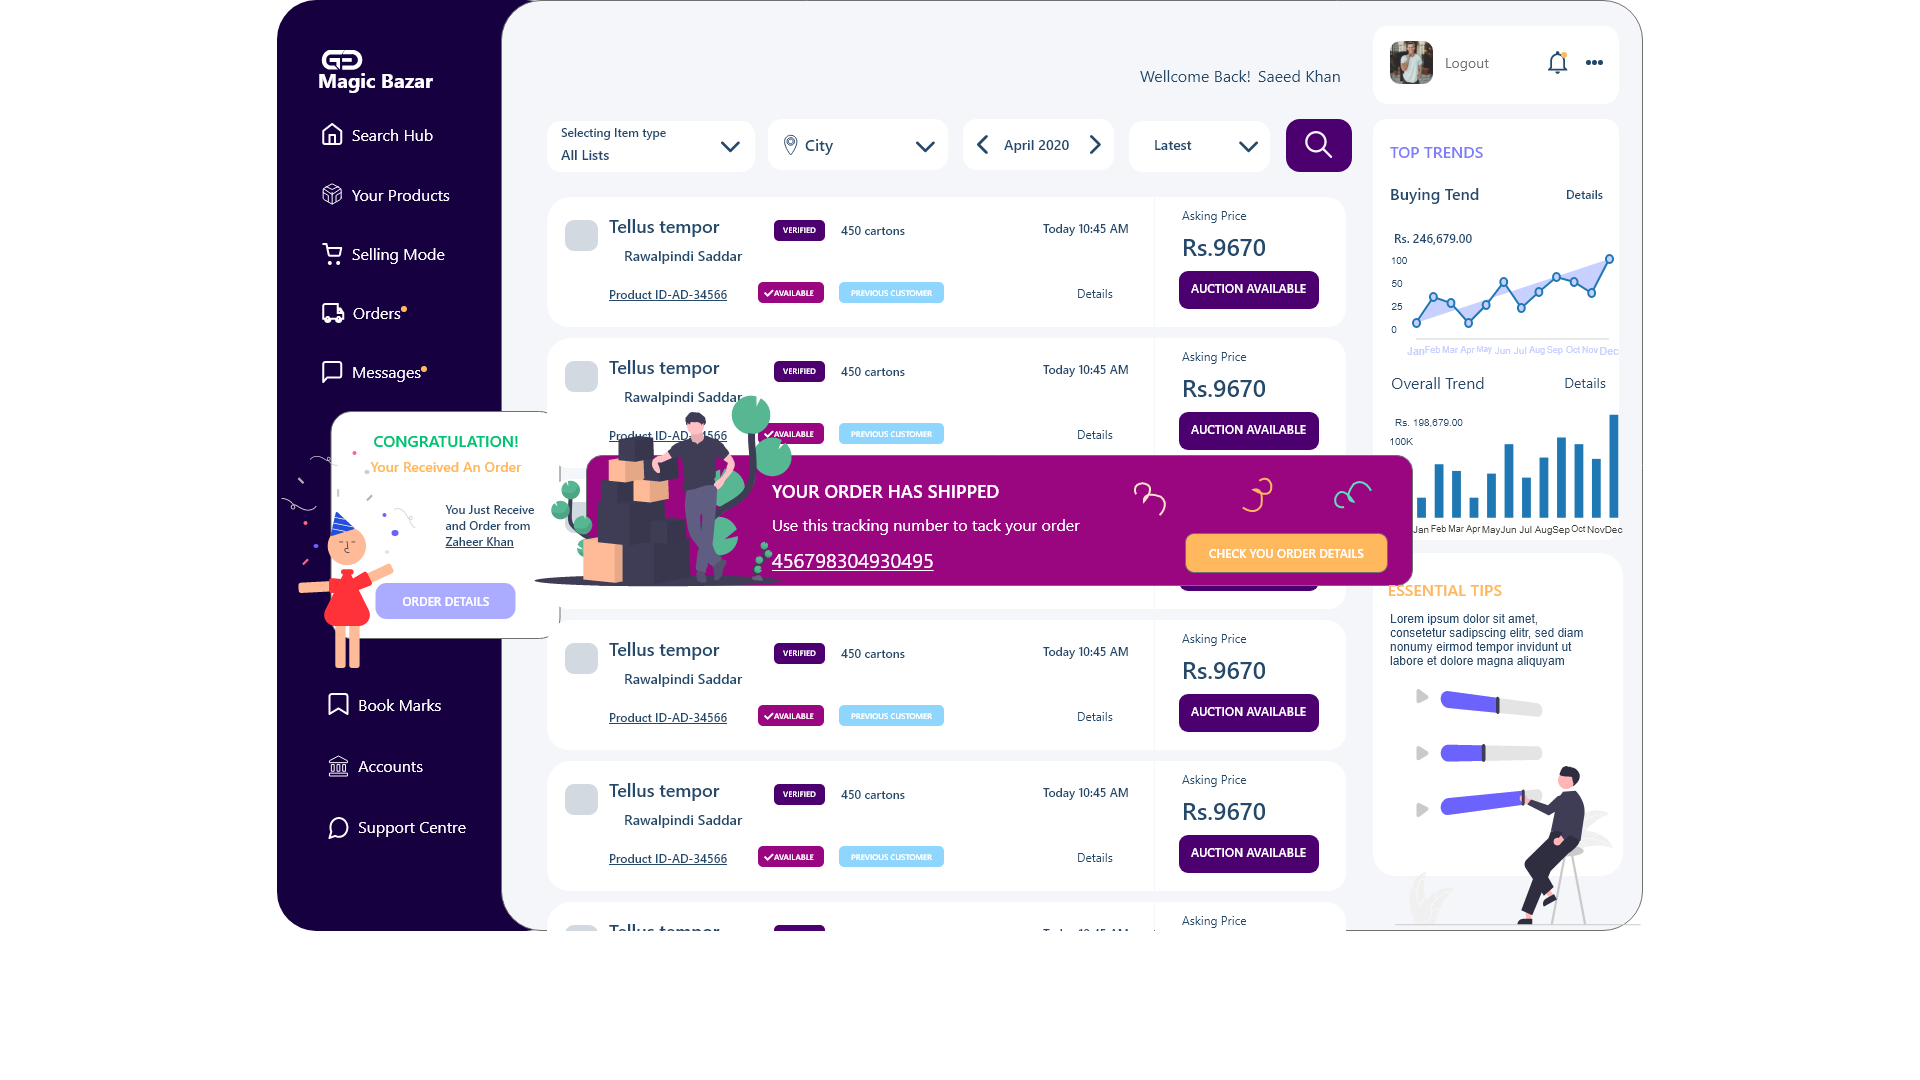 Magic Bazar
Search Hub
Your Products
Selling Mode
Orders
Messages
CONGRATULATION!
Your Received An Order
You Just Receive
and Order from
Zaheer Khan
ORDER DETAILS
Book Marks
Accounts
Support Centre
Wellcome Back! Saeed Khan
Logout
Selecting Item type
All Lists
City
April 2020
Latest
Tellus tempor
VERIFIED
450 cartons
Today 10:45 AM
Rawalpindi Saddar
Product ID-AD-34566
AVAILABLE
PREVIOUS CUSTOMER
Details
Asking Price
Rs.9670
AUCTION AVAILABLE
Tellus tempor
VERIFIED
450 cartons
Today 10:45 AM
Rawalpindi Saddar
Product ID-AD-34566
AVAILABLE
PREVIOUS CUSTOMER
Details
Asking Price
Rs.9670
AUCTION AVAILABLE
YOUR ORDER HAS SHIPPED
Use this tracking number to tack your order
456798304930495
CHECK YOU ORDER DETAILS
Tellus tempor
VERIFIED
450 cartons
Today 10:45 AM
Rawalpindi Saddar
Product ID-AD-34566
AVAILABLE
PREVIOUS CUSTOMER
Details
Asking Price
Rs.9670
AUCTION AVAILABLE
Tellus tempor
VERIFIED
450 cartons
Today 10:45 AM
Rawalpindi Saddar
Product ID-AD-34566
AVAILABLE
PREVIOUS CUSTOMER
Details
Asking Price
Rs.9670
AUCTION AVAILABLE
Tellus tempor
Asking Price
TOP TRENDS
Buying Tend
Details
Rs. 246,679.00
100
50
25
0
Jan Feb Mar Apr May Jun Jul Aug Sep Oct Nov Dec
Overall Trend
Details
Rs. 198,679.00
100K
Jan Feb Mar Apr May Jun Jul Aug Sep Oct Nov Dec
ESSENTIAL TIPS
Lorem ipsum dolor sit amet,
consetetur sadipscing elitr, sed diam
nonumy eirmod tempor invidunt ut
labore et dolore magna aliquyam